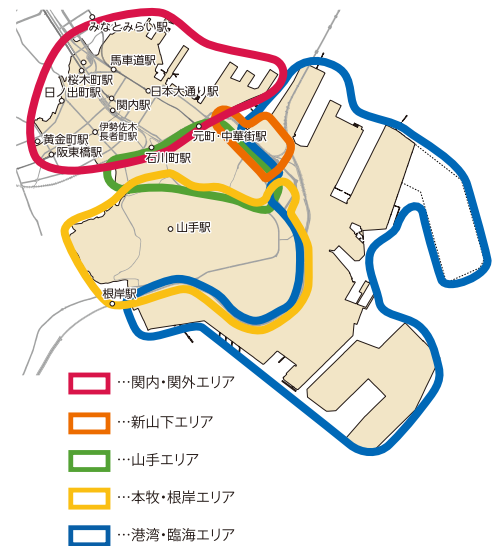 みなとみらい駅
馬車道駅
桜木町駅
日ノ出町駅
日本大通り駅
関内駅
伊勢佐木
長者町駅
元町・中華街駅
黄金町駅
阪東橋駅
石川町駅
山手駅
根岸駅
…関内・関外エリア
…新山下エリア
…山手エリア
…本牧・根岸エリア
…港湾・臨海エリア